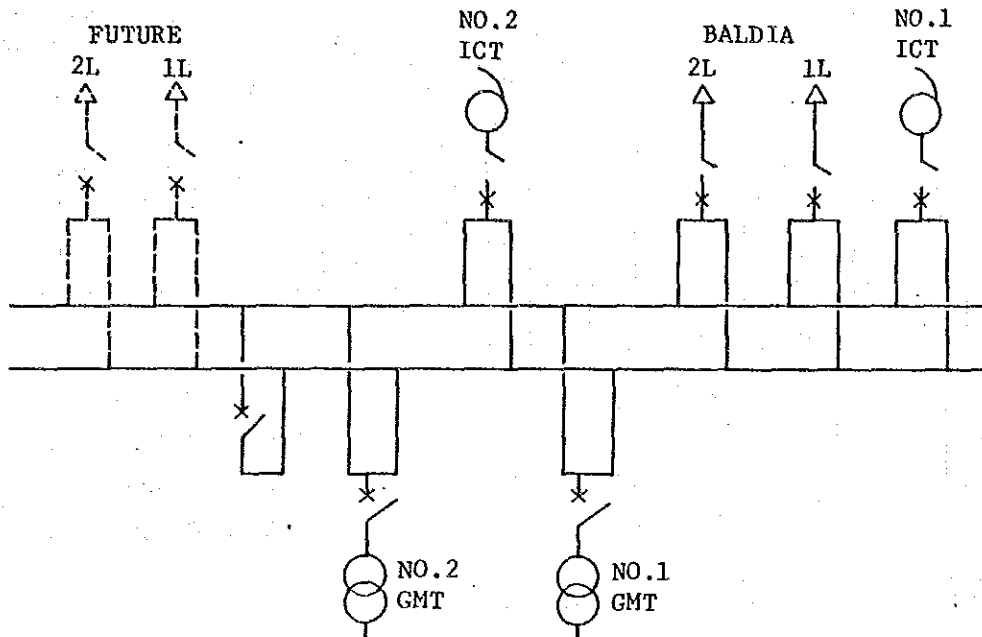 FUTURE
2L 1L
NO.2
ICT
BALDIA
2L 1L
NO.1
ICT
NO.2
GMT
NO.1
GMT